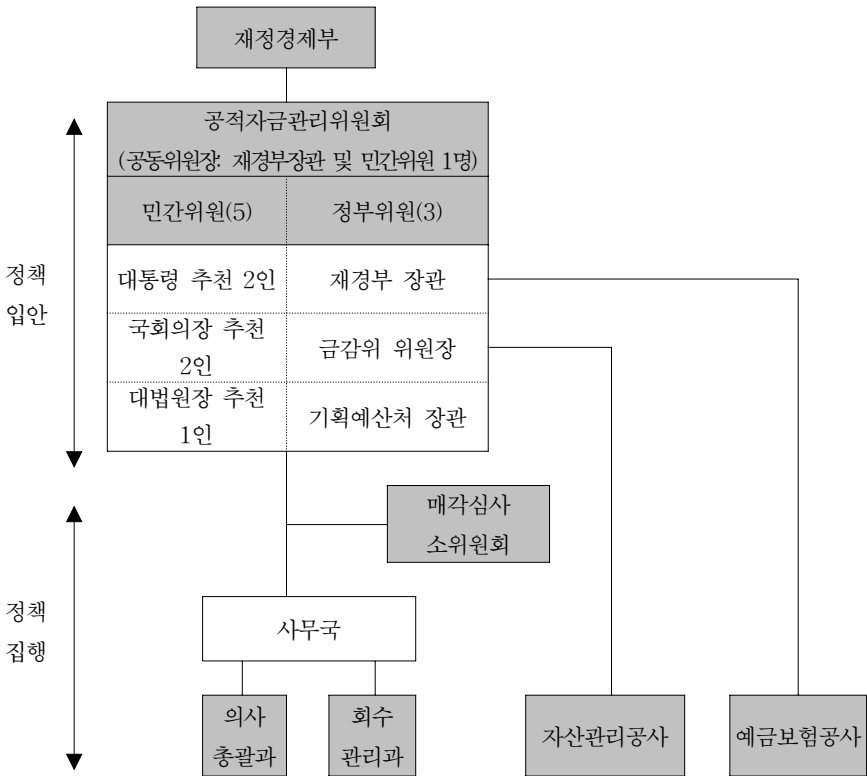 재정경제부
공적자금관리위원회
(공동위원장: 재경부장관 및 민간위원 1명)
민간위원(5)
정부위원(3)
대통령 추천 2인
재경부 장관
국회의장 추천
2인
금감위 위원장
대법원장 추천
1인
기획예산처 장관
정책
입안
매각심사
소위원회
정책
집행
사무국
의사
총괄과
회수
관리과
자산관리공사
예금보험공사